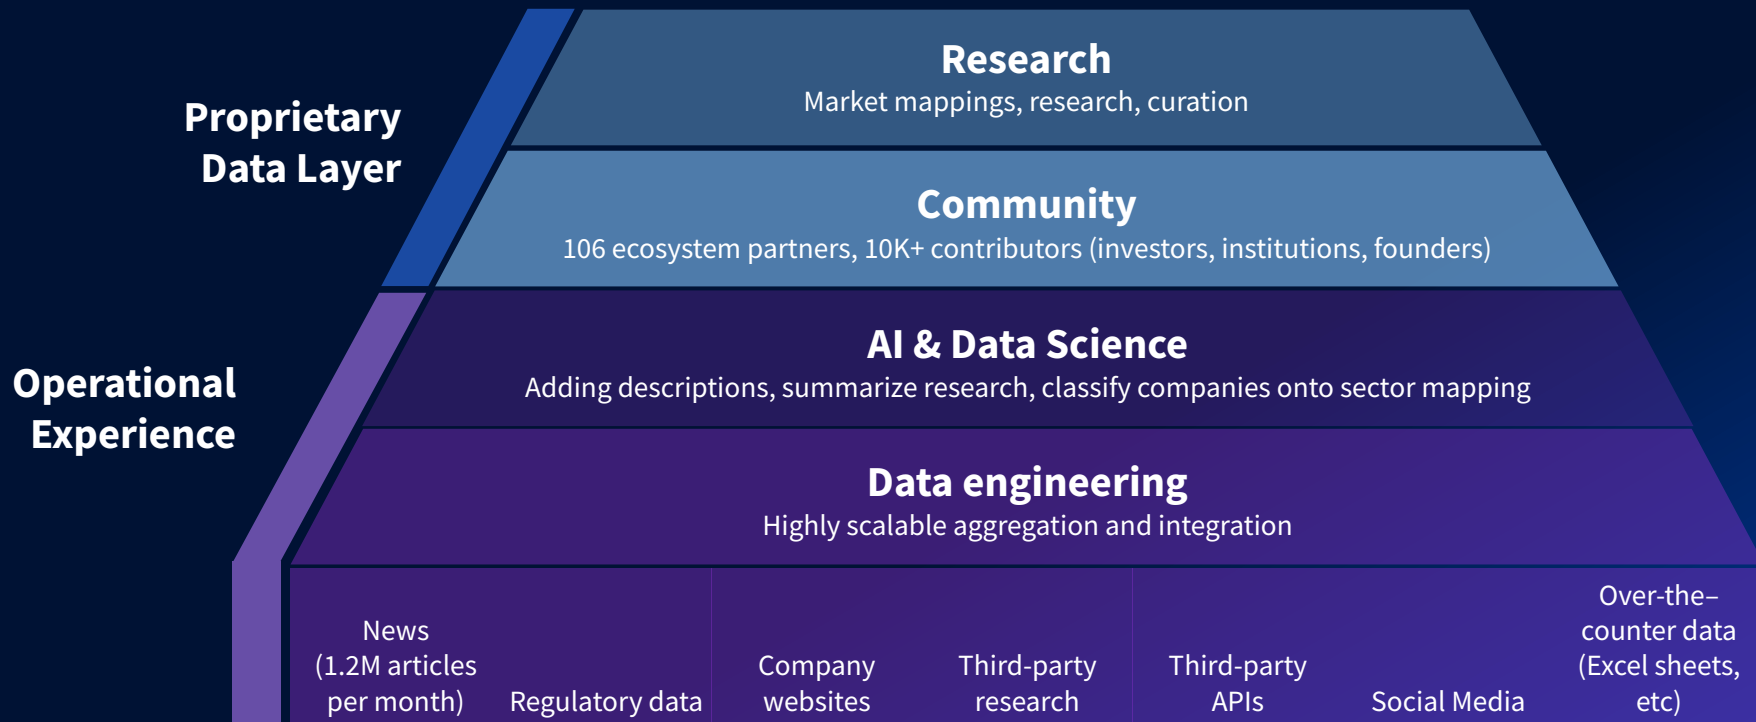 Proprietary
Data Layer
Research
Market mappings, research, curation
Community
106 ecosystem partners, 10K+ contributors (investors, institutions, founders)
Operational
Experience
AI & Data Science
Adding descriptions, summarize research, classify companies onto sector mapping
Data engineering
Highly scalable aggregation and integration
News
(1.2M articles
per month)
Regulatory data
Company
websites
Third-party
research
Third-party
APIs
Social Media
Over-the–
counter data
(Excel sheets,
etc)